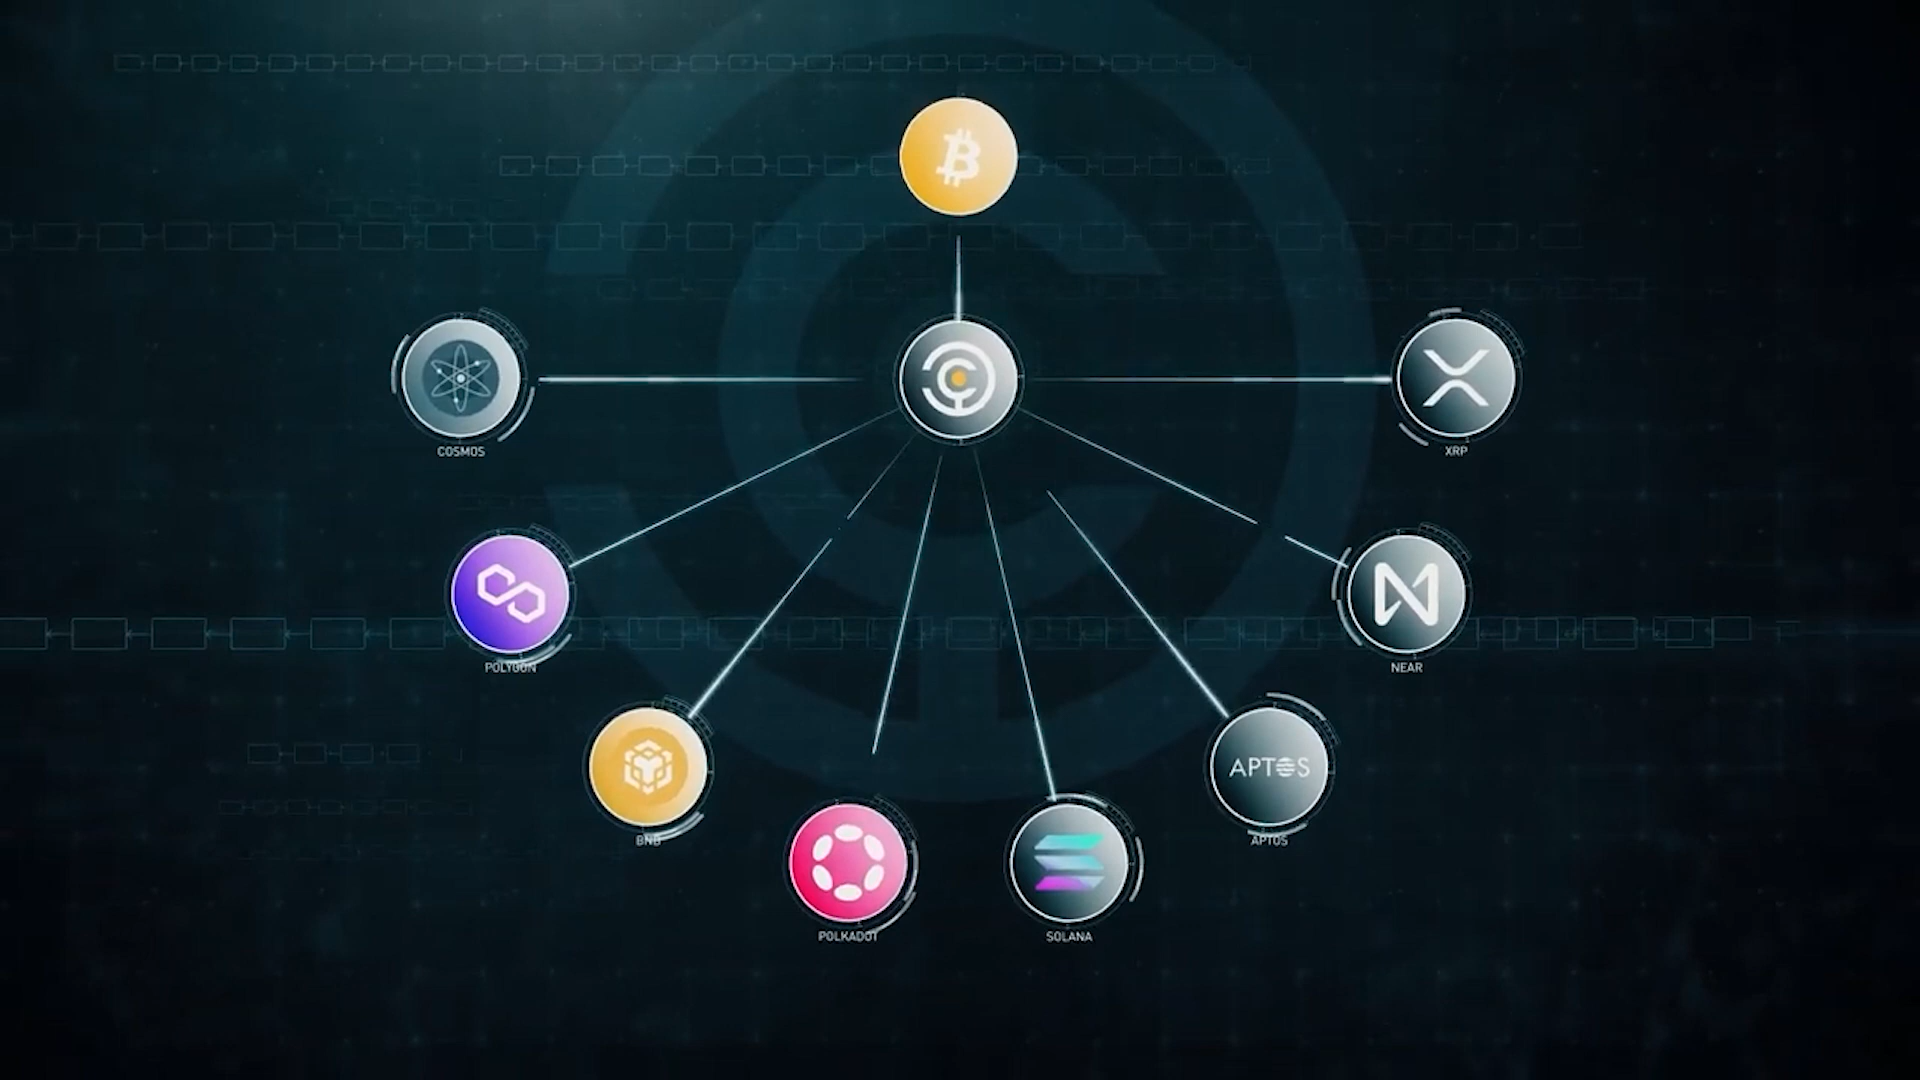 COSMOS
XRP
POLYGON
NEAR
APTOS
BNB
APTOS
POLKADOT
SOLANA